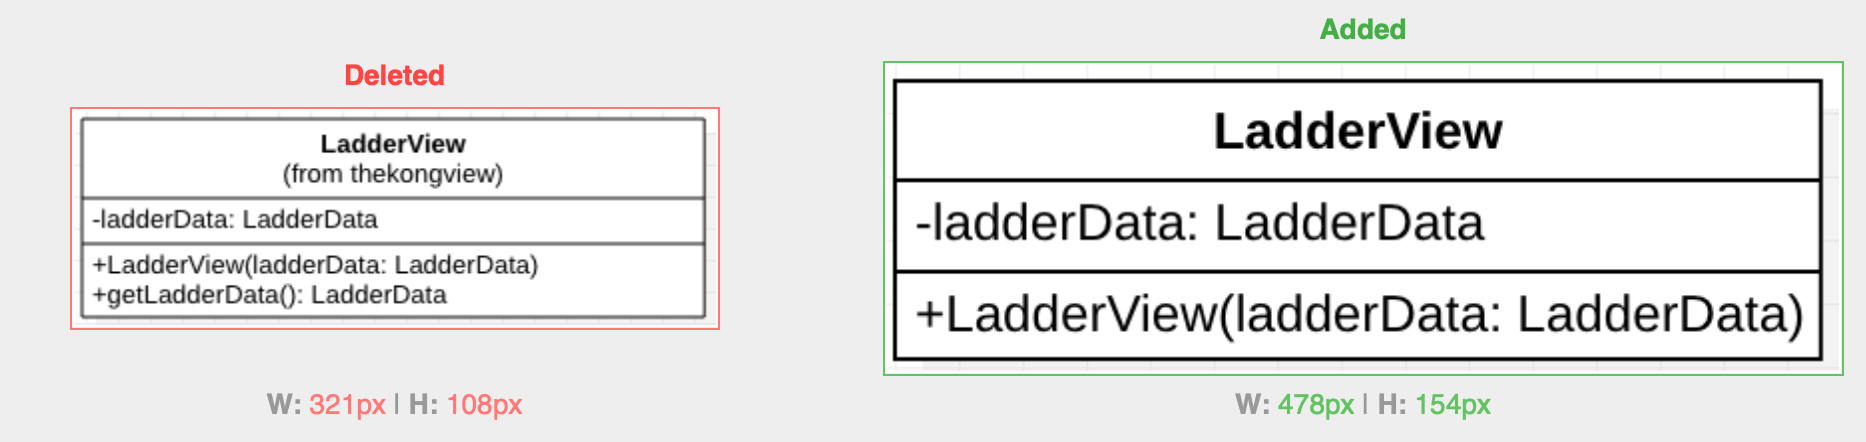 Deleted
LadderView
(from thekongview)
-ladderData: LadderData
+LadderView(ladderData: LadderData)
+getLadderData(): LadderData
W: 321px | H: 108px
Added
LadderView
-ladderData: LadderData
+LadderView(ladderData: LadderData)
W: 478px | H: 154px